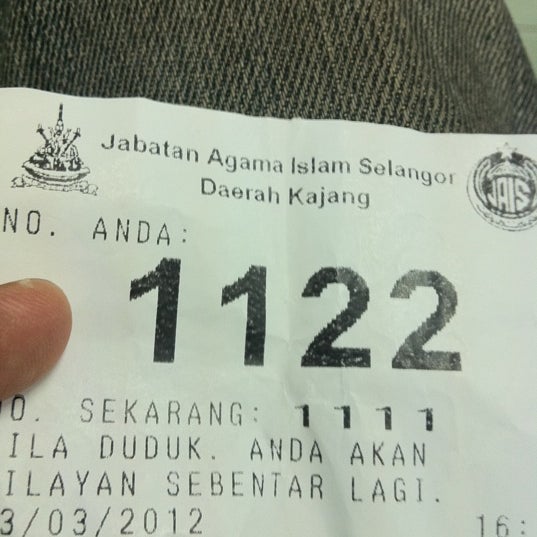 Jabatan Agama Islam Selangor
Daerah Kajang
JAIS
NO. ANDA:
1122
O. SEKARANG: 1111
ILA DUDUK. ANDA AKAN
ILAYAN SEBENTAR LAGI.
3/03/2012 16: